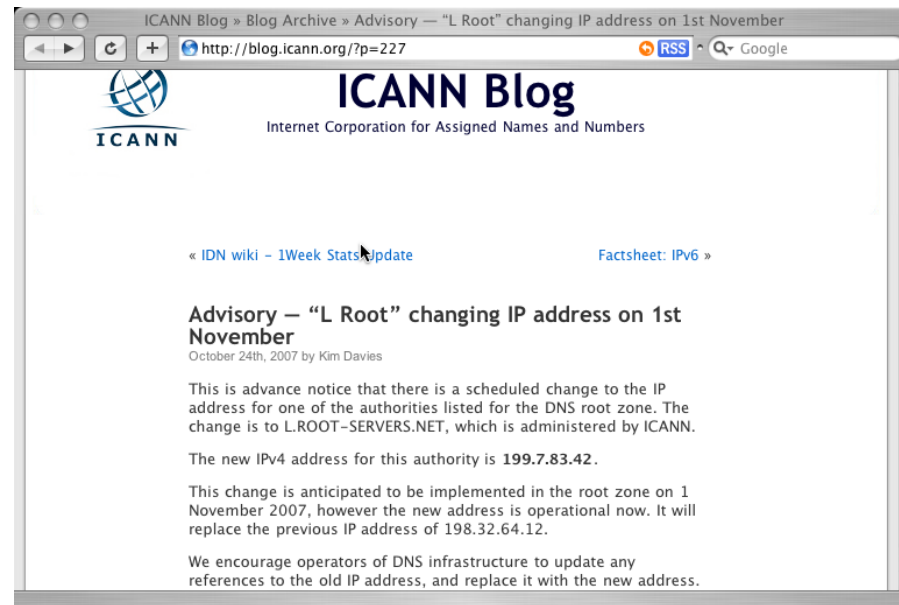 ICANN Blog » Blog Archive » Advisory — “L Root” changing IP address on 1st November
http://blog.icann.org/?p=227
RSS
Google
ICANN
ICANN Blog
Internet Corporation for Assigned Names and Numbers
« IDN wiki – 1Week Stats Update
Factsheet: IPv6 »
Advisory — “L Root” changing IP address on 1st
November
October 24th, 2007 by Kim Davies
This is advance notice that there is a scheduled change to the IP
address for one of the authorities listed for the DNS root zone. The
change is to L.ROOT-SERVERS.NET, which is administered by ICANN.
The new IPv4 address for this authority is 199.7.83.42.
This change is anticipated to be implemented in the root zone on 1
November 2007, however the new address is operational now. It will
replace the previous IP address of 198.32.64.12.
We encourage operators of DNS infrastructure to update any
references to the old IP address, and replace it with the new address.